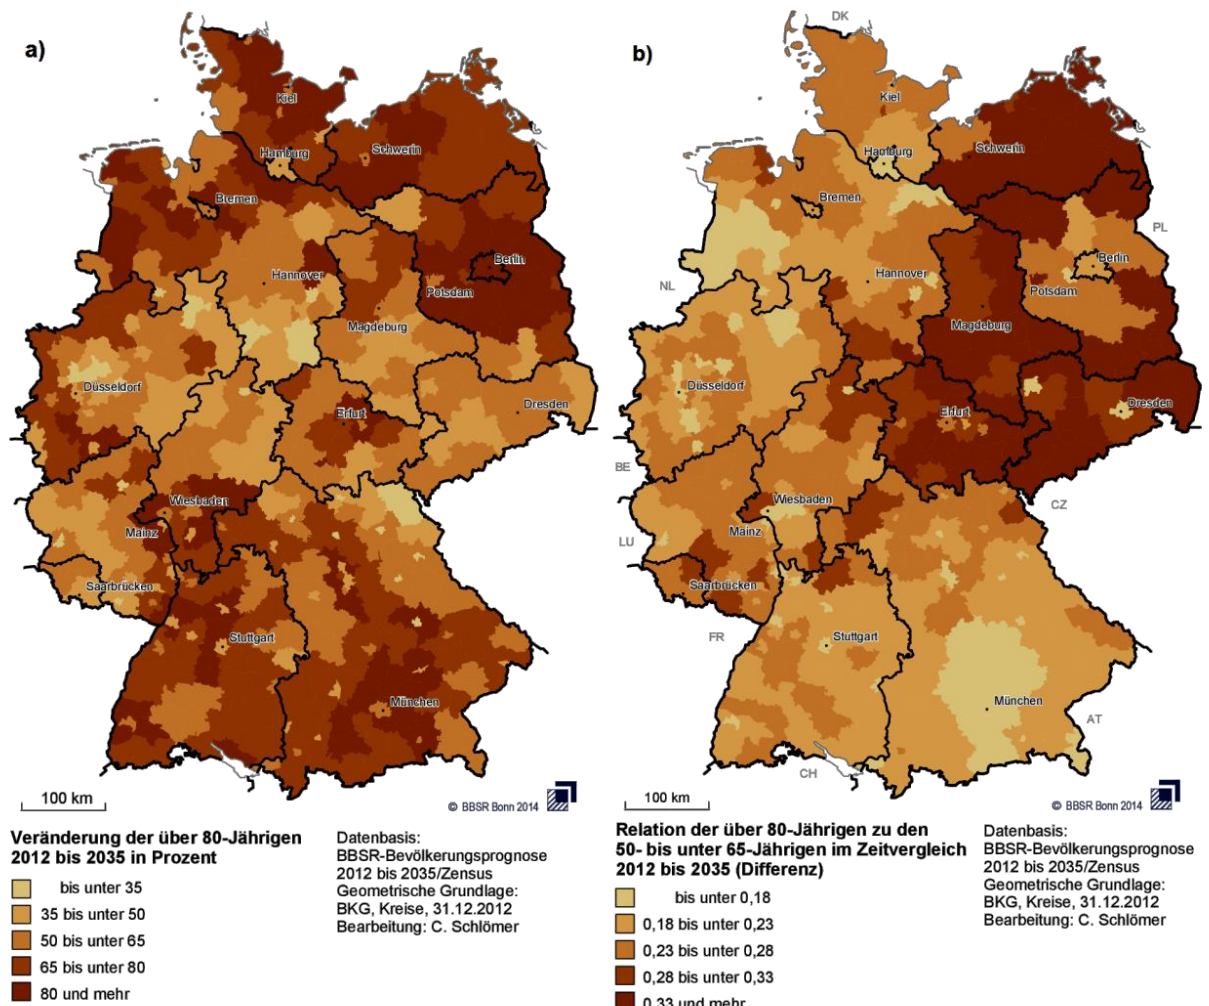 a)
Kiel
Hamburg
Schwerin
Bremen
Berlin
Hannover
Potsdam
Magdeburg
Düsseldorf
Erfurt
Dresden
Wiesbaden
Mainz
Saarbrücken
Stuttgart
München
100 km
© BBSR Bonn 2014
Veränderung der über 80-Jährigen
2012 bis 2035 in Prozent
bis unter 35
35 bis unter 50
50 bis unter 65
65 bis unter 80
80 und mehr
Datenbasis:
BBSR-Bevölkerungsprognose
2012 bis 2035/Zensus
Geometrische Grundlage:
BKG, Kreise, 31.12.2012
Bearbeitung: C. Schlömer
b)
DK
Kiel
Hamburg
Schwerin
Bremen
PL
Berlin
Hannover
NL
Potsdam
Magdeburg
Düsseldorf
Dresden
Erfurt
BE
Wiesbaden
CZ
Mainz
LU
Saarbrücken
FR
Stuttgart
München
AT
CH
100 km
© BBSR Bonn 2014
Relation der über 80-Jährigen zu den
50- bis unter 65-Jährigen im Zeitvergleich
2012 bis 2035 (Differenz)
bis unter 0,18
0,18 bis unter 0,23
0,23 bis unter 0,28
0,28 bis unter 0,33
0,33 und mehr
Datenbasis:
BBSR-Bevölkerungsprognose
2012 bis 2035/Zensus
Geometrische Grundlage:
BKG, Kreise, 31.12.2012
Bearbeitung: C. Schlömer